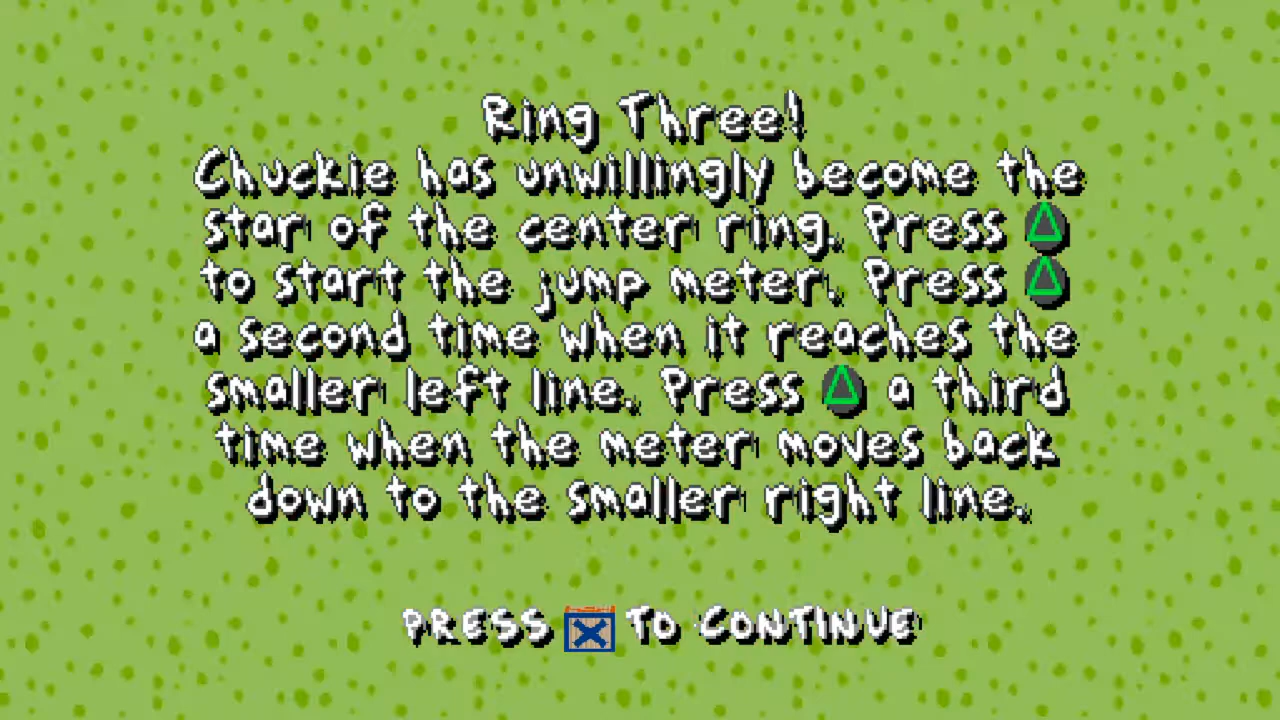 Ring Three!
Chuckie has unwillingly become the
star of the center ring. Press △
to start the jump meter. Press △
a second time when it reaches the
smaller left line. Press △ a third
time when the meter moves back
down to the smaller right line.
PRESS X TO CONTINUE